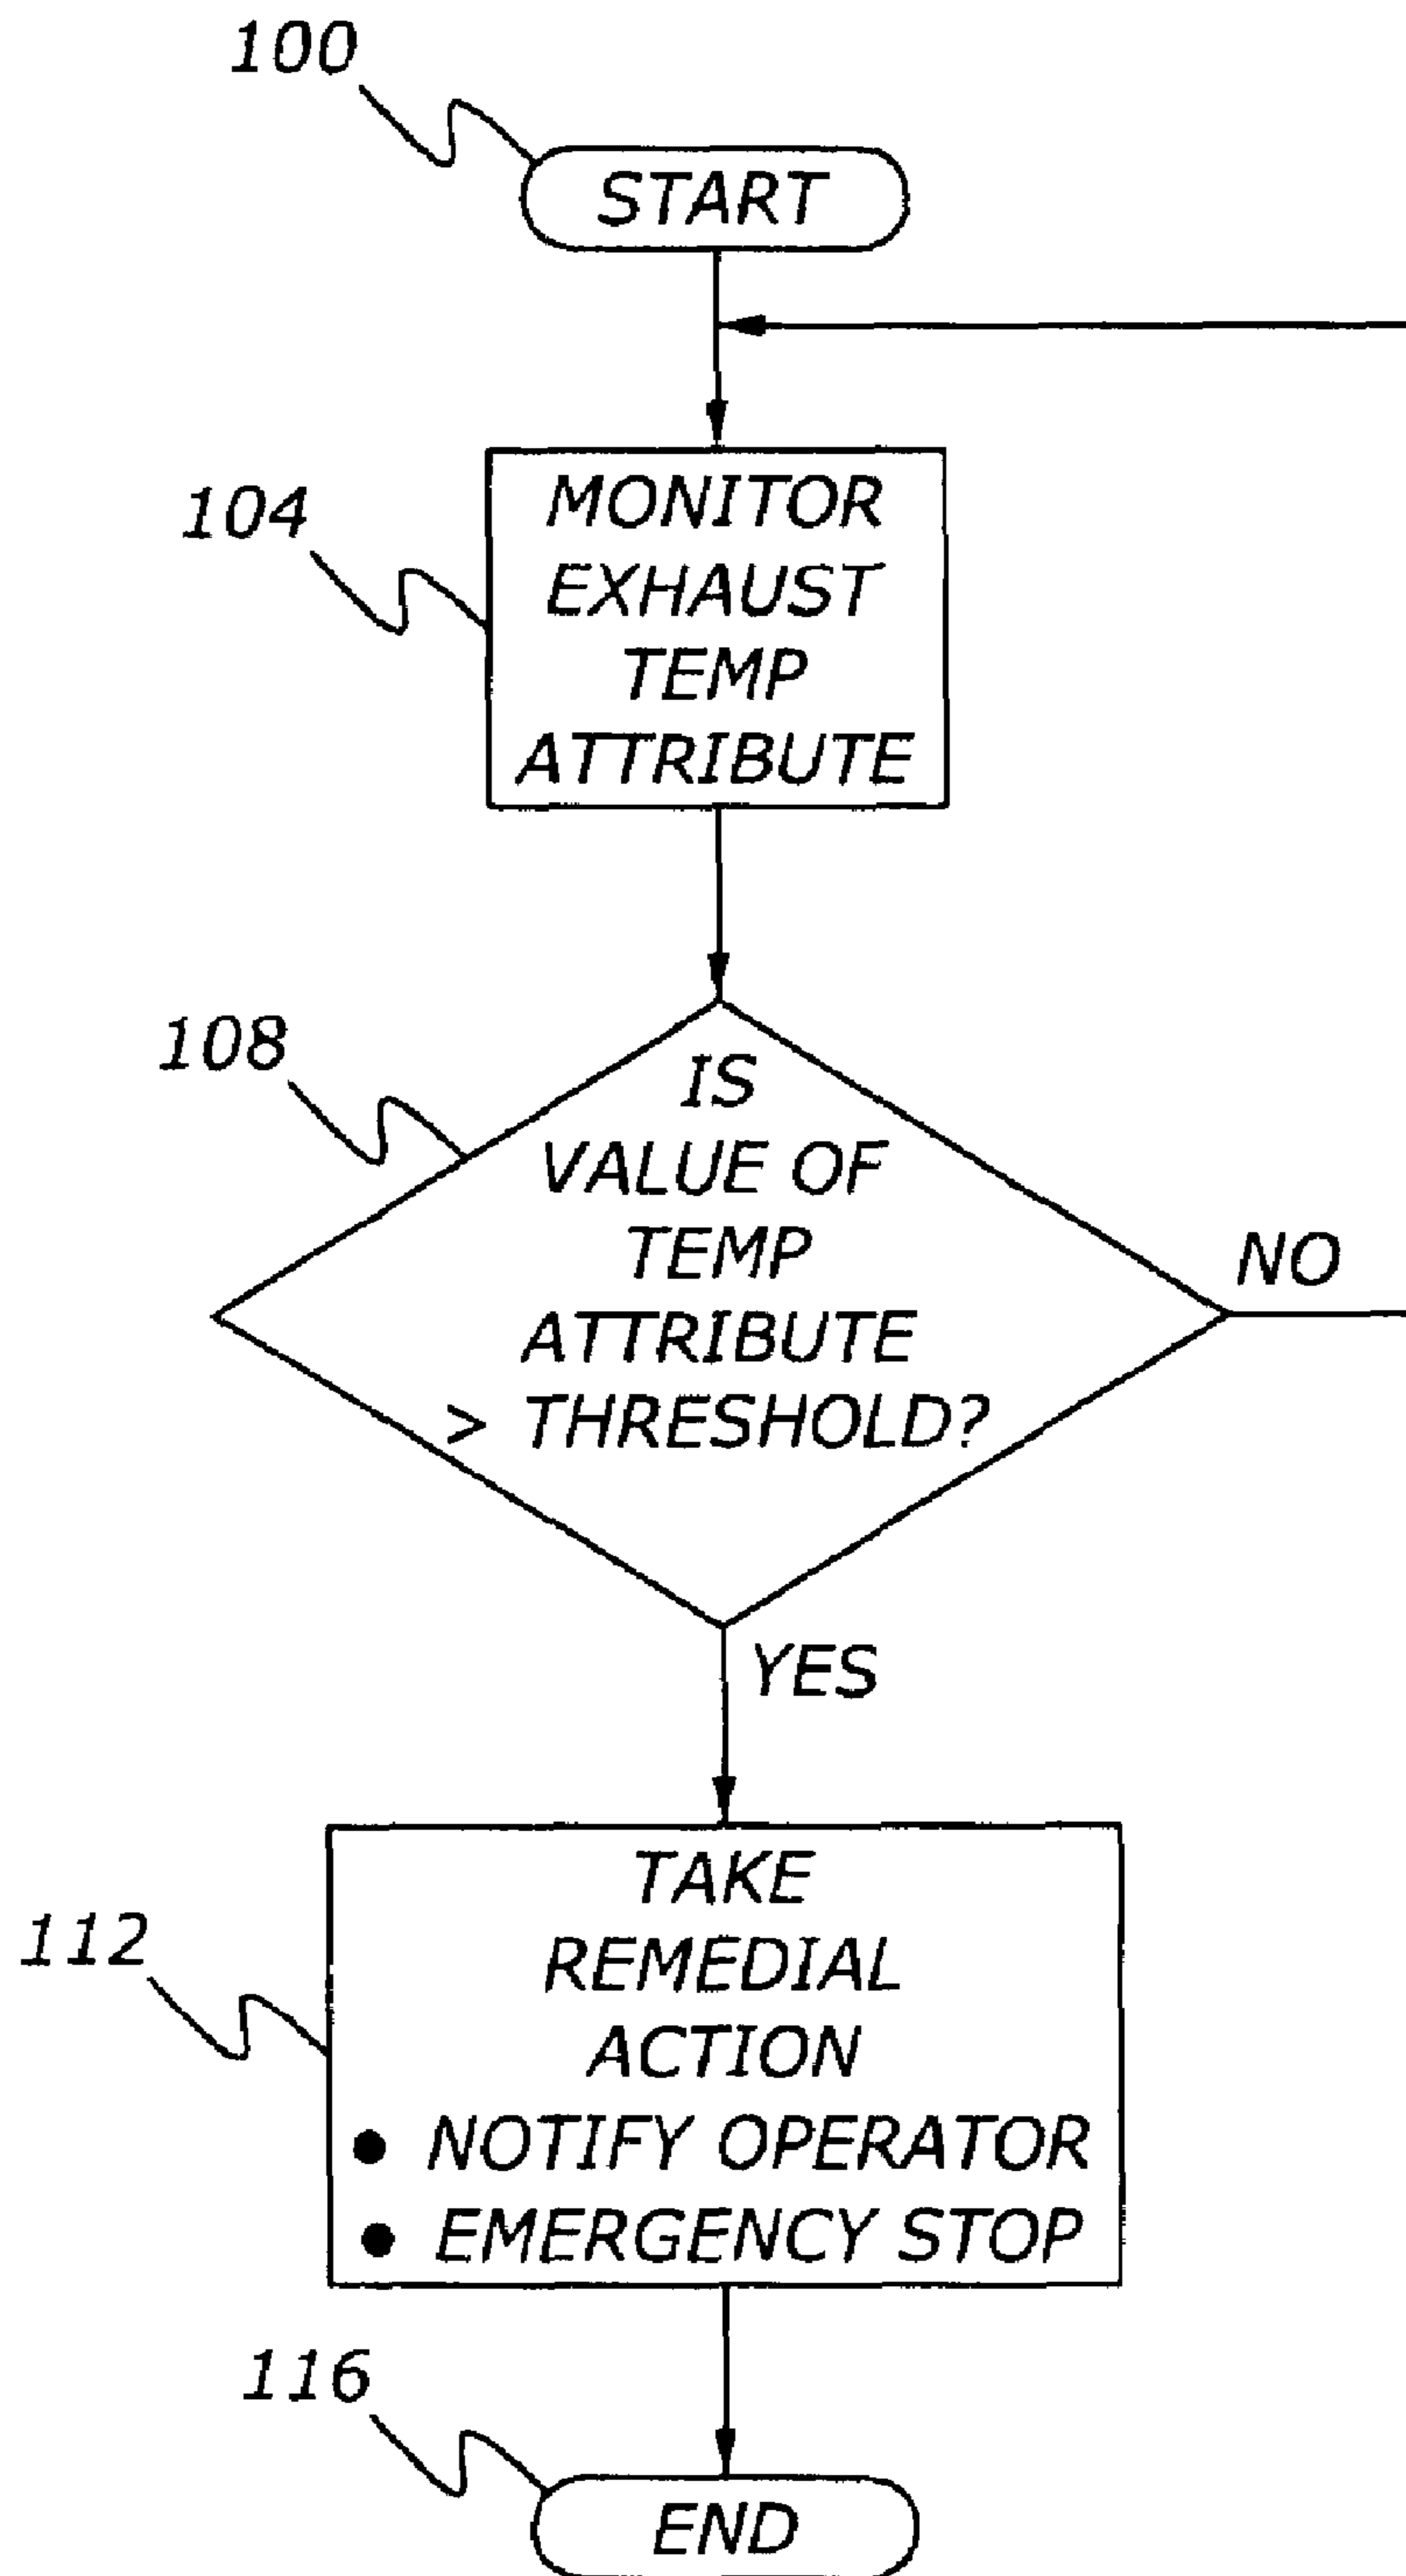 100
START
104
MONITOR
EXHAUST
TEMP
ATTRIBUTE
108
IS
VALUE OF
TEMP
ATTRIBUTE
> THRESHOLD?
NO
YES
112
TAKE
REMEDIAL
ACTION
• NOTIFY OPERATOR
• EMERGENCY STOP
116
END